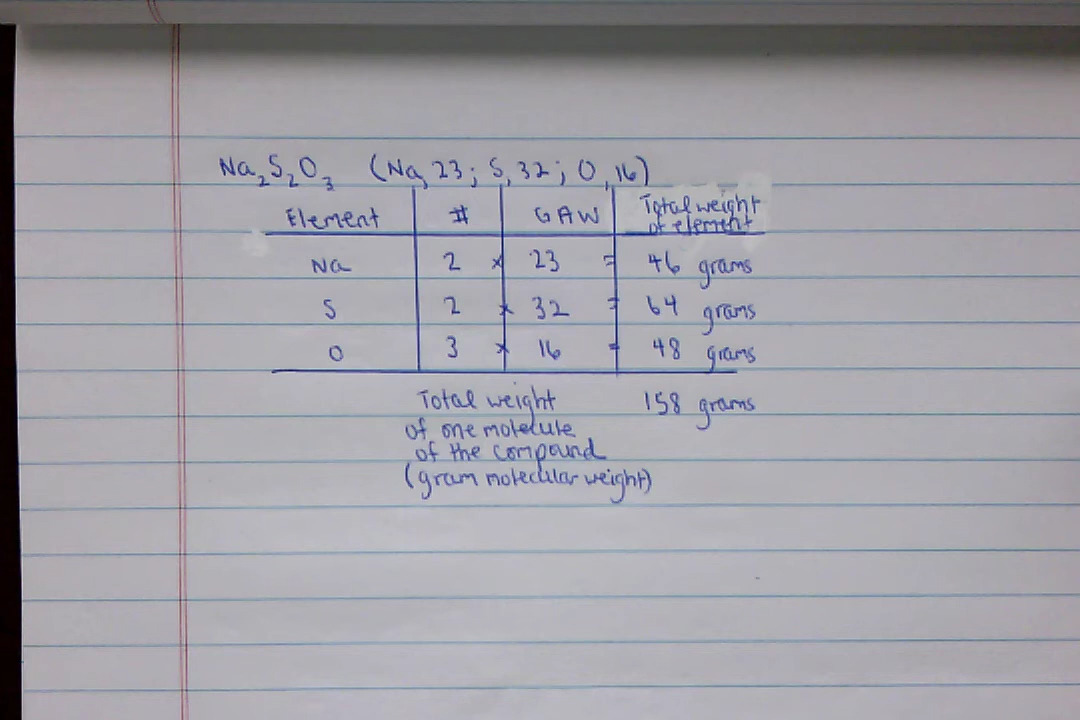 Na₂S₂O₃ (Na, 23; S, 32; O, 16)
Element # GAW Total weight of element
Na 2 × 23 = 46 grams
S 2 × 32 = 64 grams
O 3 × 16 = 48 grams
Total weight 158 grams
of one molecule
of the compound
(gram molecular weight)